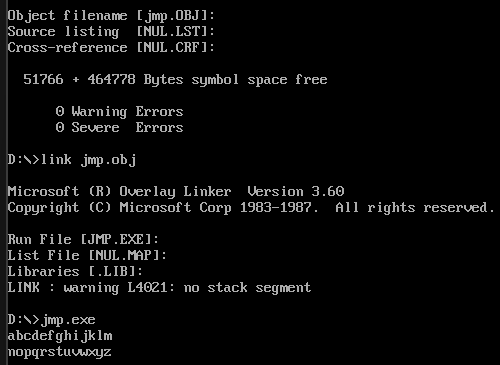 Object filename [jmp.OBJ]:
Source listing  [NUL.LST]:
Cross-reference [NUL.CRF]:
  51766 + 464778 Bytes symbol space free
      0 Warning Errors
      0 Severe  Errors
D:\>link jmp.obj
Microsoft (R) Overlay Linker  Version 3.60
Copyright (C) Microsoft Corp 1983-1987.  All rights reserved.
Run File [JMP.EXE]:
List File [NUL.MAP]:
Libraries [.LIB]:
LINK : warning L4021: no stack segment
D:\>jmp.exe
abcdefghijklm
nopqrstuvwxyz